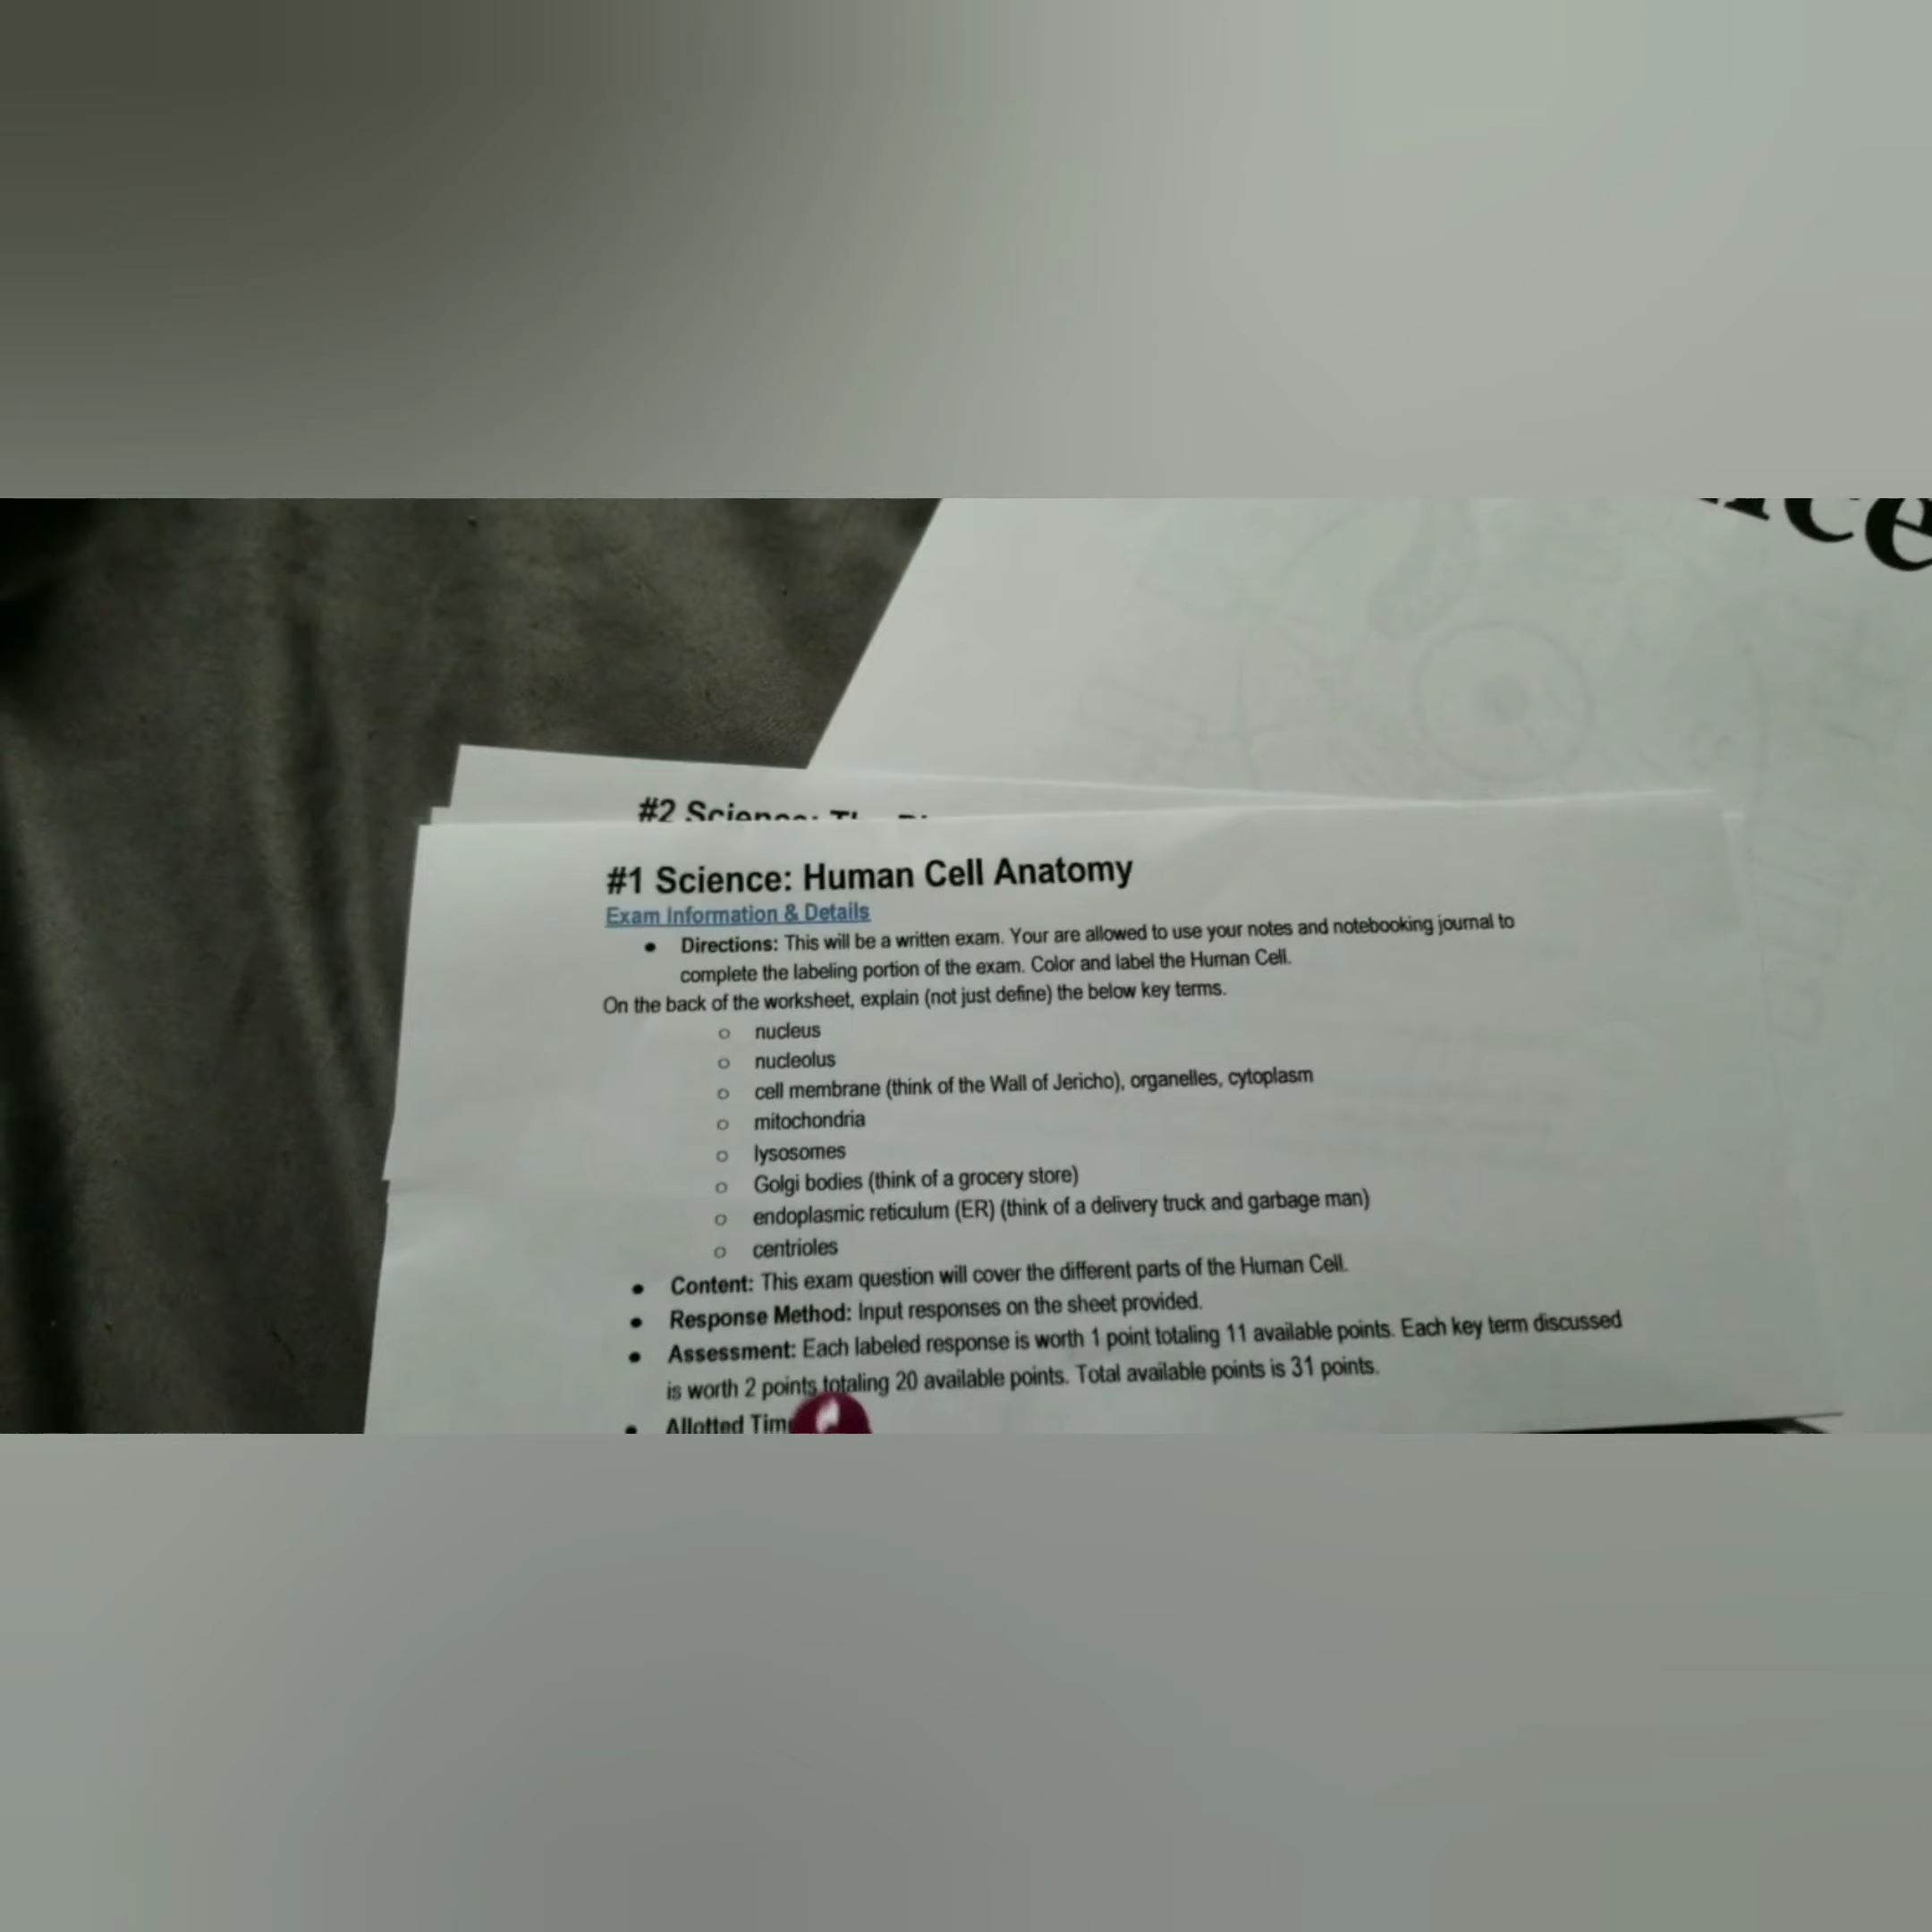 #2 Science:
#1 Science: Human Cell Anatomy
Exam Information & Details
• Directions: This will be a written exam. Your are allowed to use your notes and notebooking journal to
complete the labeling portion of the exam. Color and label the Human Cell.
On the back of the worksheet, explain (not just define) the below key terms.
o nucleus
o nucleolus
o cell membrane (think of the Wall of Jericho), organelles, cytoplasm
o mitochondria
o lysosomes
o Golgi bodies (think of a grocery store)
o endoplasmic reticulum (ER) (think of a delivery truck and garbage man)
o centrioles
• Content: This exam question will cover the different parts of the Human Cell.
• Response Method: Input responses on the sheet provided.
• Assessment: Each labeled response is worth 1 point totaling 11 available points. Each key term discussed
is worth 2 points totaling 20 available points. Total available points is 31 points.
• Allotted